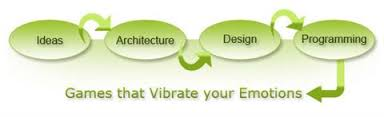 Ideas
Architecture
Design
Programming
Games that Vibrate your Emotions